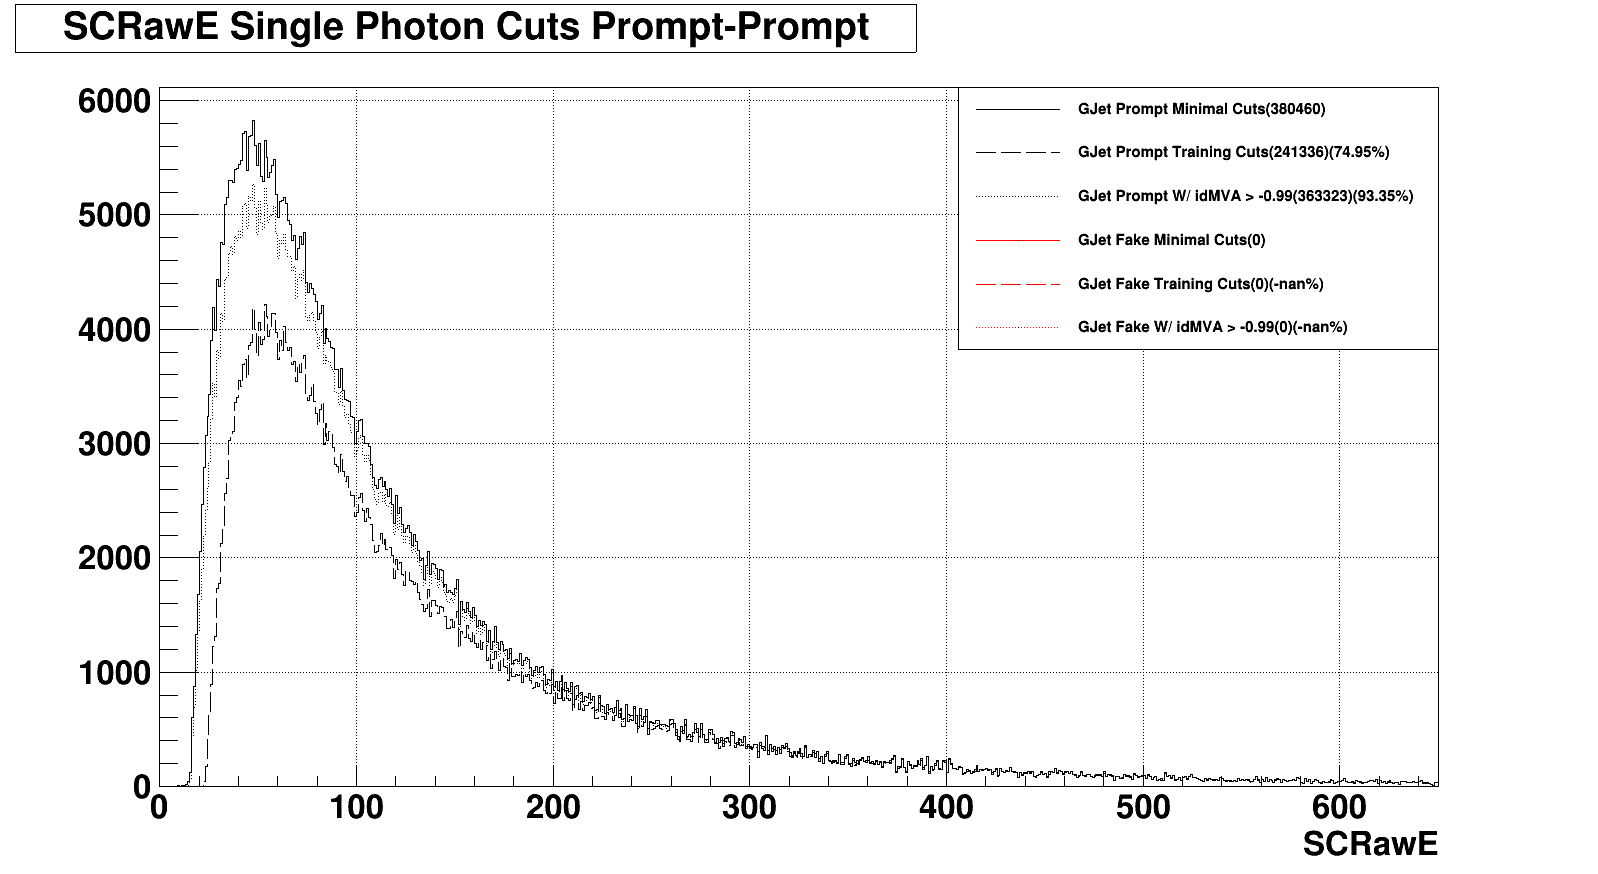 SCRawE Single Photon Cuts Prompt-Prompt
GJet Prompt Minimal Cuts(380460)
GJet Prompt Training Cuts(241336)(74.95%)
GJet Prompt W/ idMVA > -0.99(363323)(93.35%)
GJet Fake Minimal Cuts(0)
GJet Fake Training Cuts(0)(-nan%)
GJet Fake W/ idMVA > -0.99(0)(-nan%)
6000
5000
4000
3000
2000
1000
0
0 100 200 300 400 500 600
SCRawE